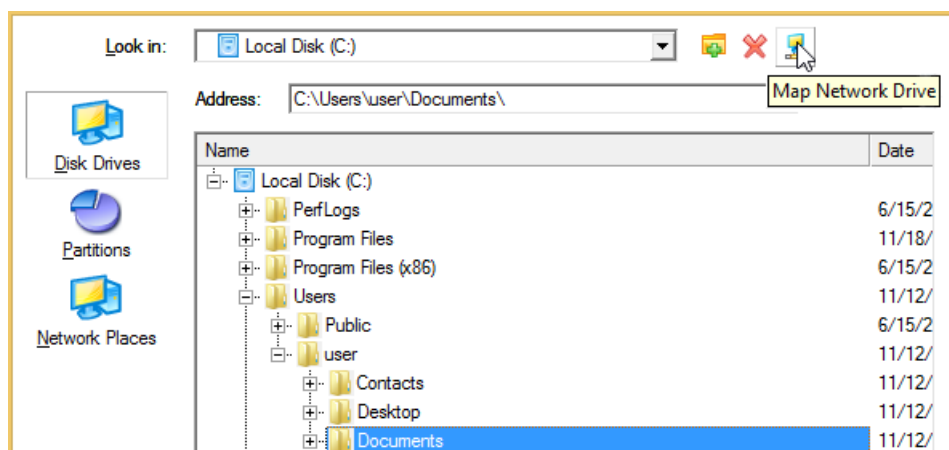 Look in: Local Disk (C:)
Map Network Drive
Address: C:\Users\user\Documents\
Disk Drives
Partitions
Network Places
Name Date
Local Disk (C:)
PerfLogs 6/15/2
Program Files 11/18/
Program Files (x86) 6/15/2
Users 11/12/
Public 6/15/2
user 11/12/
Contacts 11/12/
Desktop 11/12/
Documents 11/12/